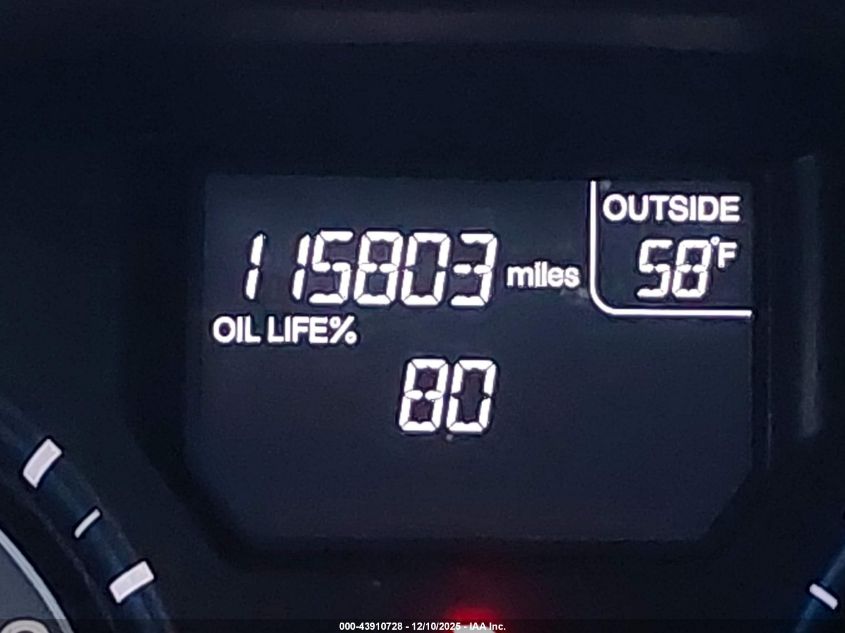 OUTSIDE
58°F
115803 miles
OIL LIFE%
80
000-43910728 - 12/10/2025 - IAA Inc.